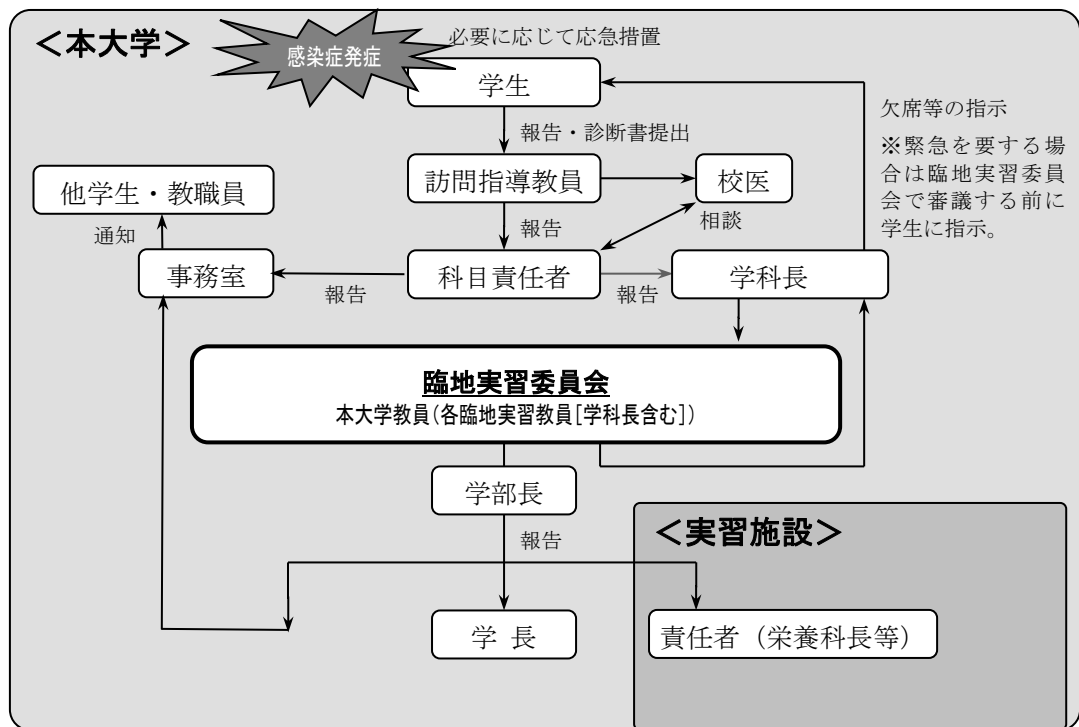 ＜本大学＞
感染症発症
必要に応じて応急措置
学生
欠席等の指示
※緊急を要する場
合は臨地実習委員
会で審議する前に
学生に指示。
報告・診断書提出
他学生・教職員
訪問指導教員
校医
通知
報告
相談
事務室
報告
科目責任者
報告
学科長
臨地実習委員会
本大学教員（各臨地実習教員[学科長含む]）
学部長
報告
＜実習施設＞
学 長
責任者（栄養科長等）